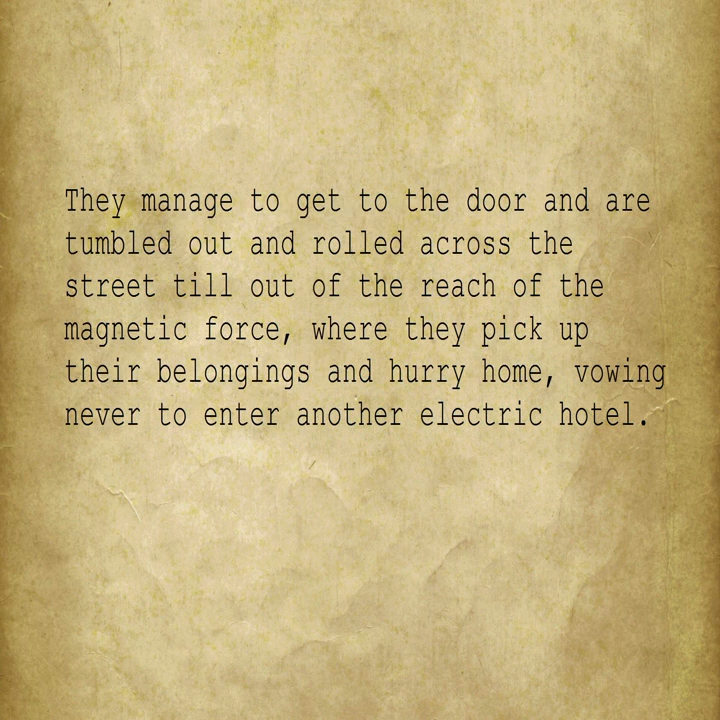 They manage to get to the door and are
tumbled out and rolled across the
street till out of the reach of the
magnetic force, where they pick up
their belongings and hurry home, vowing
never to enter another electric hotel.